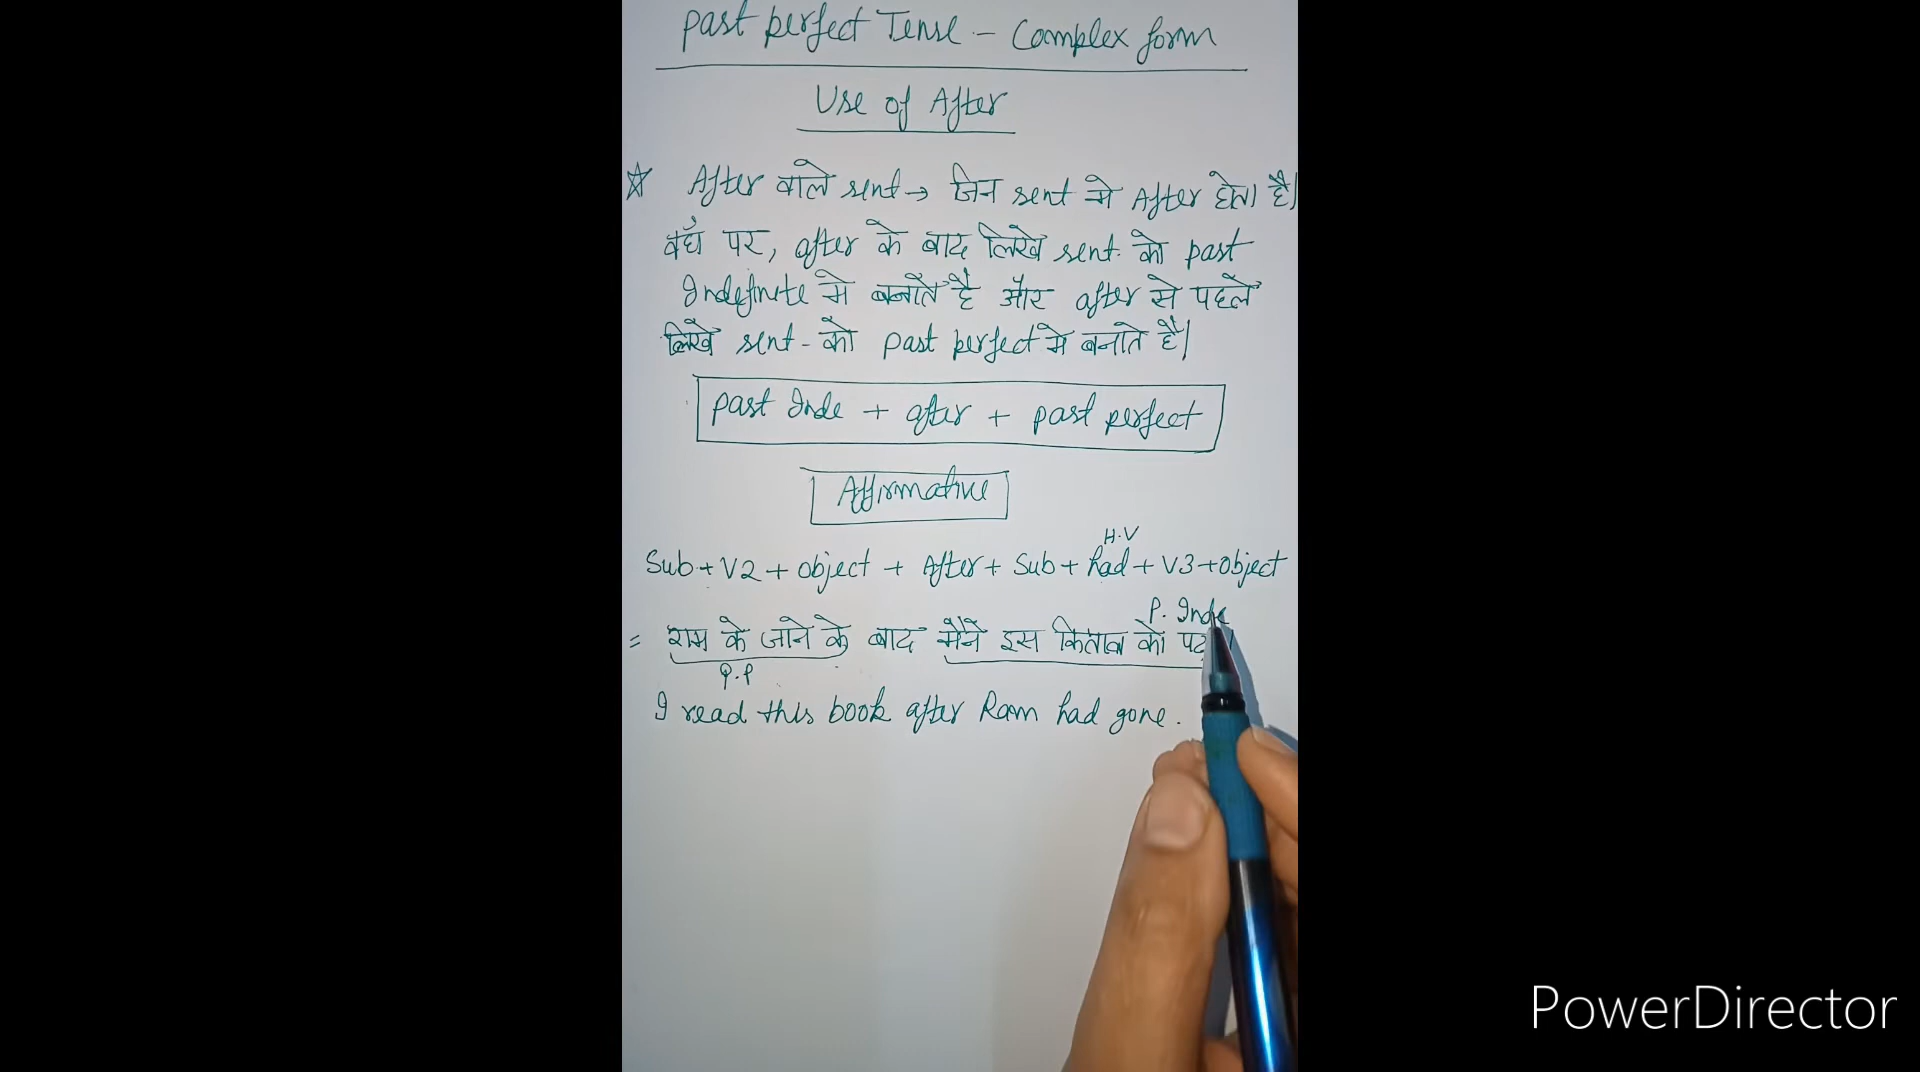 Past perfect Tense - Complex form
Use of After
☆ After वाले sent → जिन sent मे After होता है।
वहाँ पर, after के बाद लिखे sent. को past
Indefinite मे बनाते है और after से पहले
लिखे sent- को past perfect मे बनाते है।
past Inde + after + past perfect
Affirmative
H.V
Sub + V2 + object + After + Sub + had + V3 + object
P. Inde
= राम के जाने के बाद मैने इस किताब को
P.P
I read this book after Ram had gone.
PowerDirector